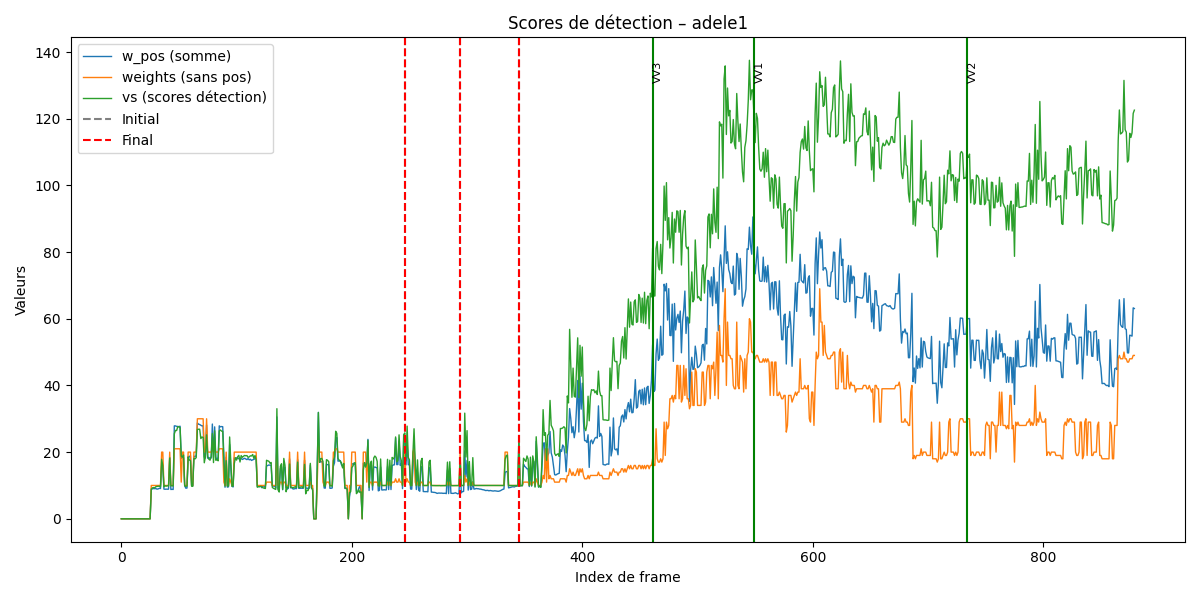 Scores de détection – adele1
w_pos (somme)
weights (sans pos)
vs (scores détection)
Initial
Final
VV3
VV1
VV2
Valeurs
140
120
100
80
60
40
20
0
0 200 400 600 800
Index de frame